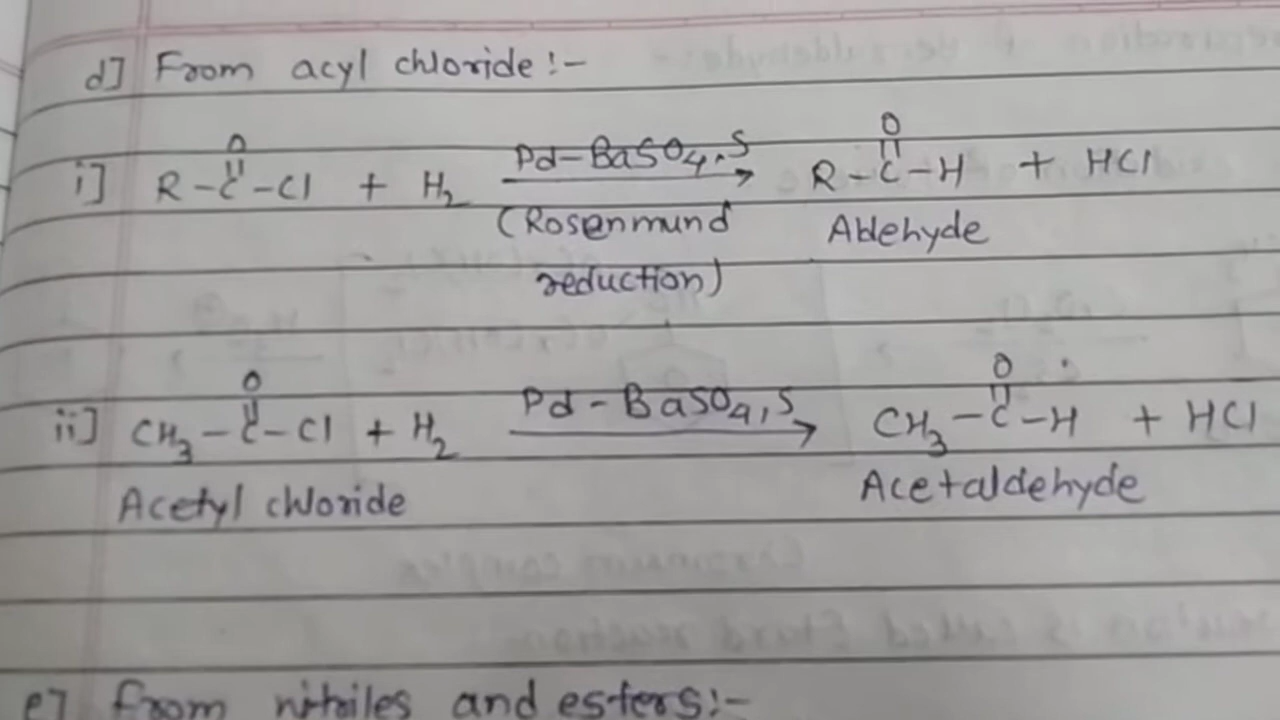 d] From acyl chloride :-
O O
i] R-C-Cl + H2 Pd-BaSO4,S R-C-H + HCl
(Rosenmund Aldehyde
reduction)
O O
ii] CH3-C-Cl + H2 Pd-BaSO4,S CH3-C-H + HCl
Acetyl chloride Acetaldehyde
e] From nitriles and esters:-